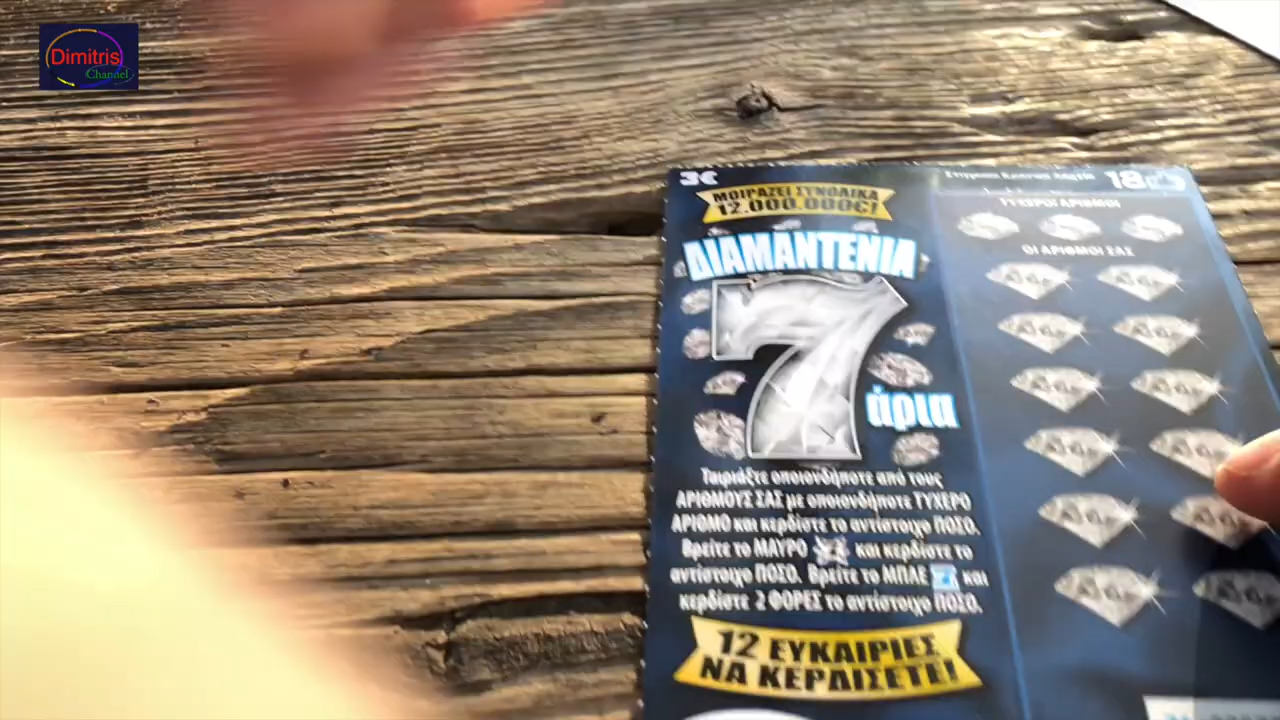 Dimitris
Channel
3€
ΜΟΙΡΑΖΕΙ ΣΥΝΟΛΙΚΑ
12.000.000€!
ΔΙΑΜΑΝΤΕΝΙΑ
7
άρια
Ταιριάξτε οποιονδήποτε από τους
ΑΡΙΘΜΟΥΣ ΣΑΣ με οποιονδήποτε ΤΥΧΕΡΟ
ΑΡΙΘΜΟ και κερδίστε το αντίστοιχο ΠΟΣΟ.
Βρείτε το ΜΑΥΡΟ και κερδίστε το
αντίστοιχο ΠΟΣΟ. Βρείτε το ΜΠΛΕ και
κερδίστε 2 ΦΟΡΕΣ το αντίστοιχο ΠΟΣΟ.
12 ΕΥΚΑΙΡΙΕΣ
ΝΑ ΚΕΡΔΙΣΕΤΕ!
18
ΤΥΧΕΡΟΙ ΑΡΙΘΜΟΙ
ΟΙ ΑΡΙΘΜΟΙ ΣΑΣ